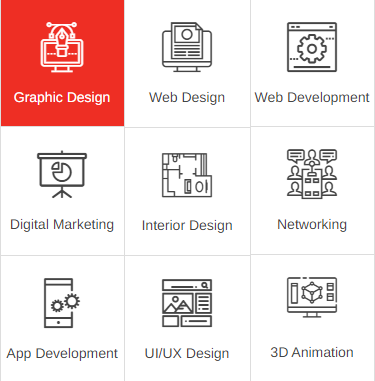 Graphic Design
Web Design
Web Development
Digital Marketing
Interior Design
Networking
App Development
UI/UX Design
3D Animation